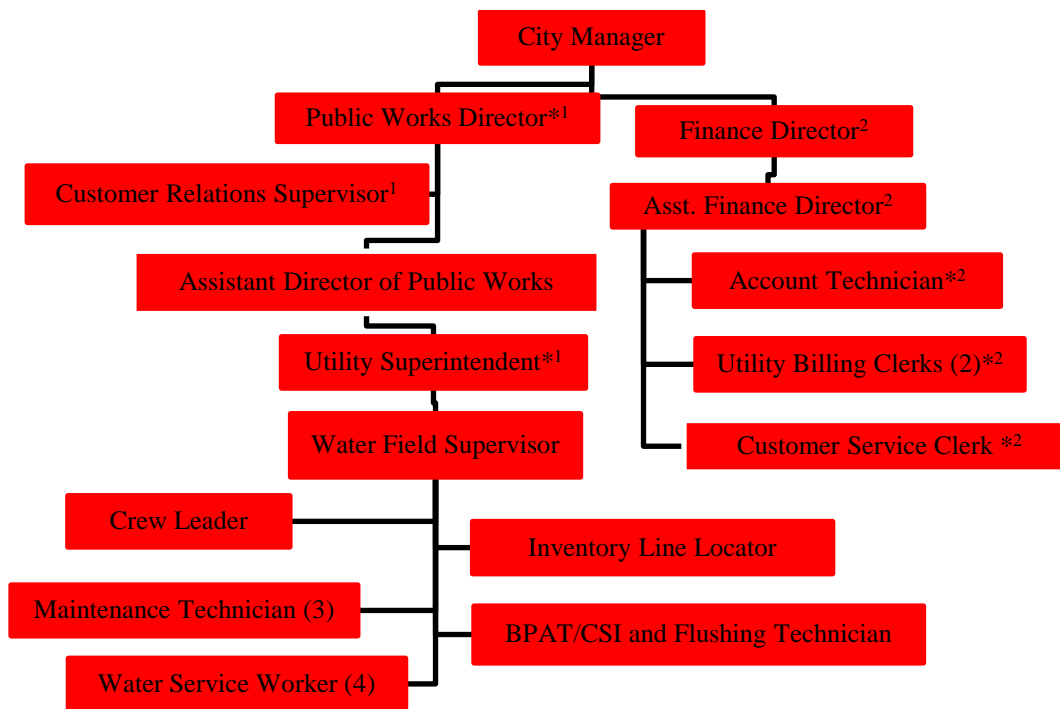 City Manager
Public Works Director*¹
Finance Director²
Customer Relations Supervisor¹
Asst. Finance Director²
Assistant Director of Public Works
Account Technician*²
Utility Superintendent*¹
Utility Billing Clerks (2)*²
Water Field Supervisor
Customer Service Clerk *²
Crew Leader
Inventory Line Locator
Maintenance Technician (3)
BPAT/CSI and Flushing Technician
Water Service Worker (4)